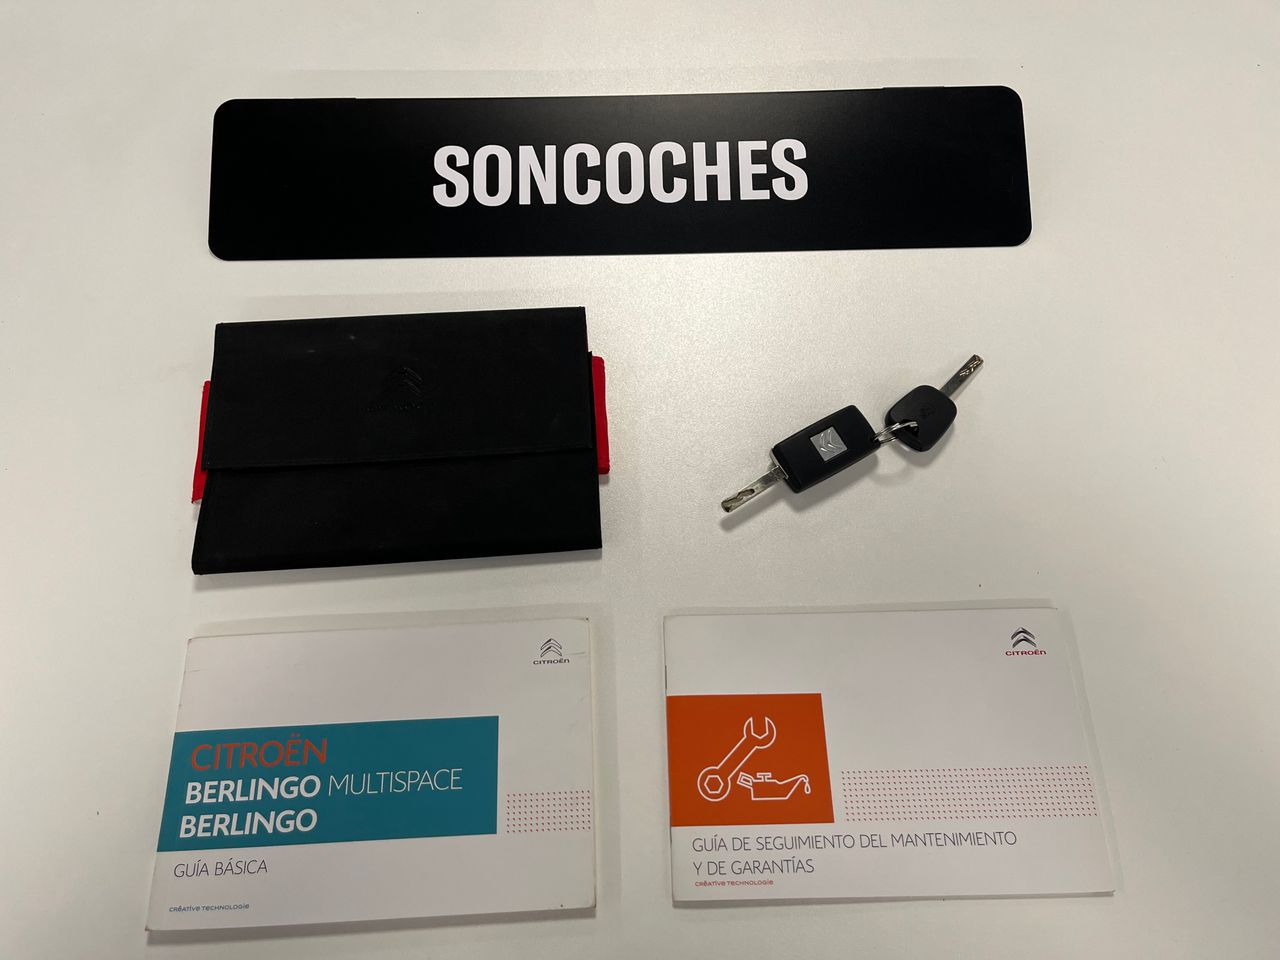 SONCOCHES
CITROËN
CITROËN
BERLINGO MULTISPACE
BERLINGO
GUÍA BÁSICA
CRÉATIVE TECHNOLOGIE
CITROËN
GUÍA DE SEGUIMIENTO DEL MANTENIMIENTO
Y DE GARANTÍAS
CRÉATIVE TECHNOLOGIE